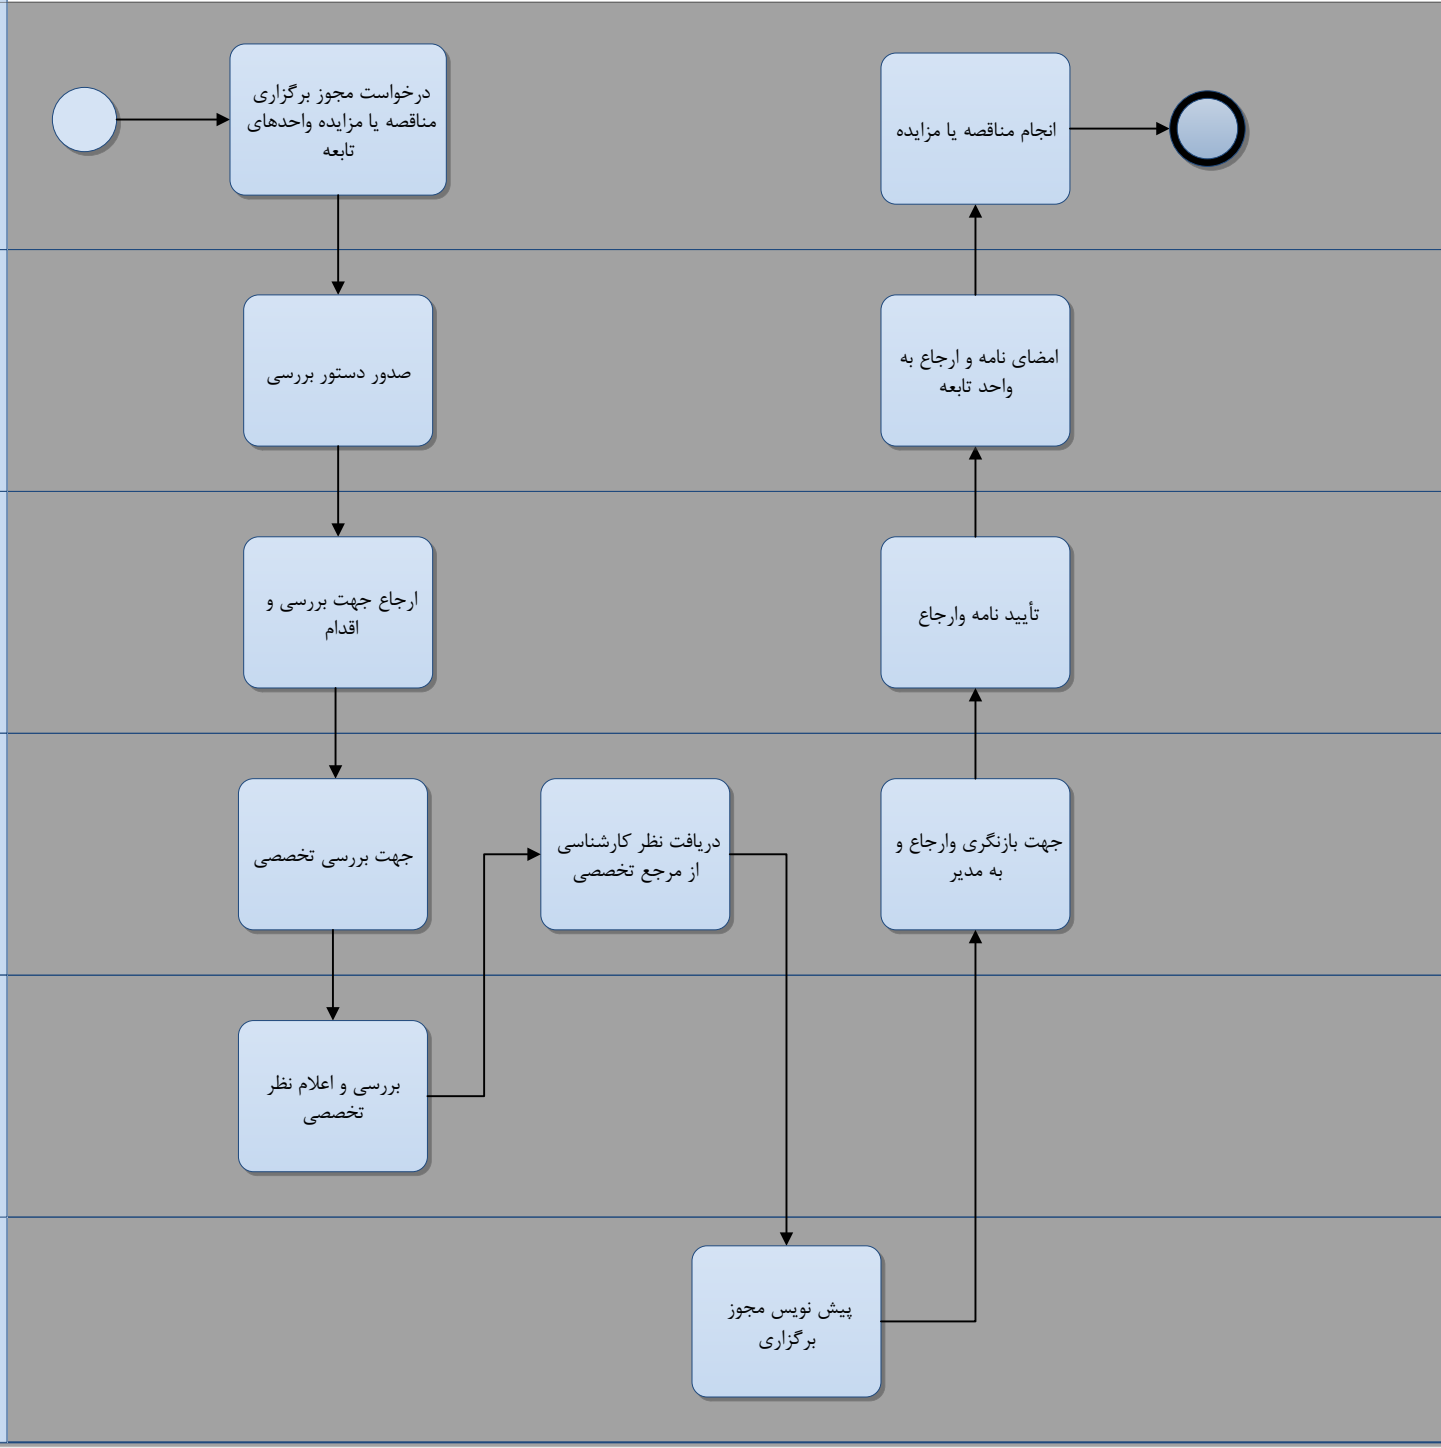 درخواست مجوز برگزاری
مناقصه یا مزایده واحدهای
تابعه
صدور دستور بررسی
ارجاع جهت بررسی و
اقدام
جهت بررسی تخصصی
بررسی و اعلام نظر
تخصصی
دریافت نظر کارشناسی
از مرجع تخصصی
پیش نویس مجوز
برگزاری
جهت بازنگری وارجاع و
به مدیر
تأیید نامه وارجاع
امضای نامه و ارجاع به
واحد تابعه
انجام مناقصه یا مزایده